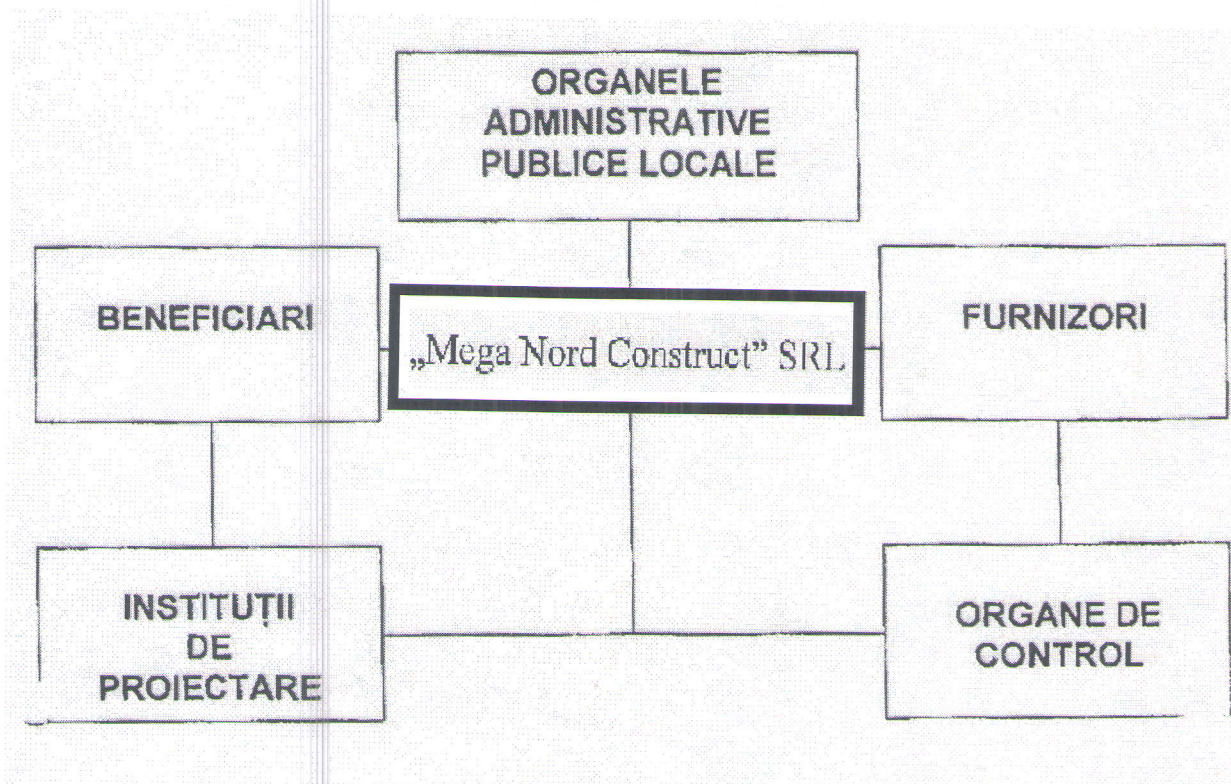 ORGANELE
ADMINISTRATIVE
PUBLICE LOCALE
BENEFICIARI
„Mega Nord Construct” SRL
FURNIZORI
INSTITUȚII
DE
PROIECTARE
ORGANE DE
CONTROL